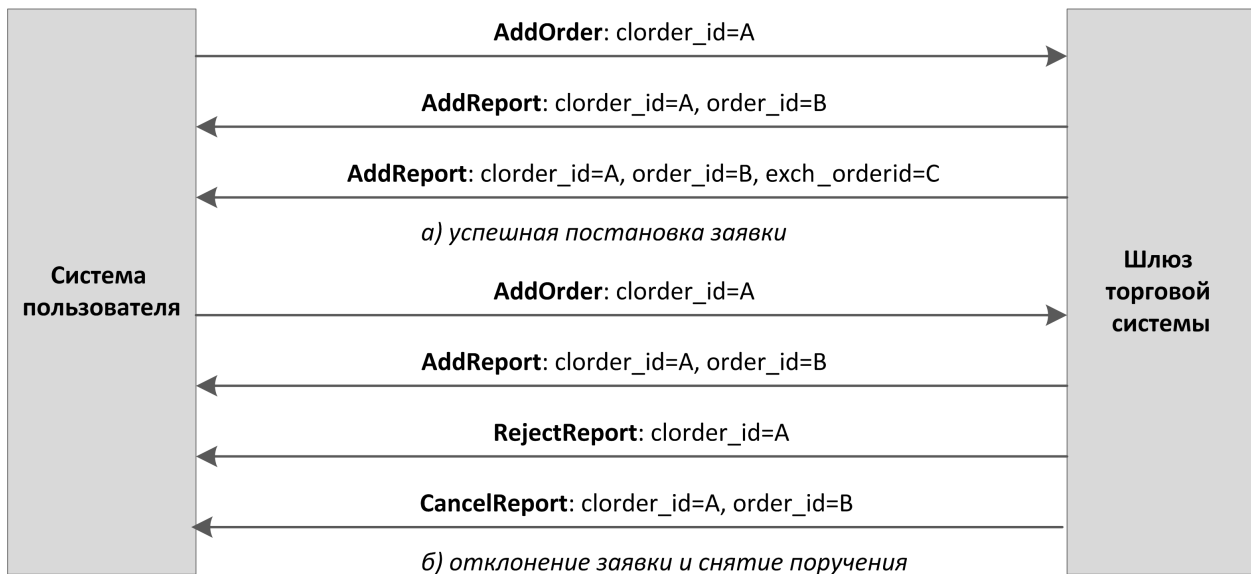 AddOrder: clorder_id=A
AddReport: clorder_id=A, order_id=B
AddReport: clorder_id=A, order_id=B, exch_orderid=C
а) успешная постановка заявки
Система
пользователя
Шлюз
торговой
системы
AddOrder: clorder_id=A
AddReport: clorder_id=A, order_id=B
RejectReport: clorder_id=A
CancelReport: clorder_id=A, order_id=B
б) отклонение заявки и снятие поручения